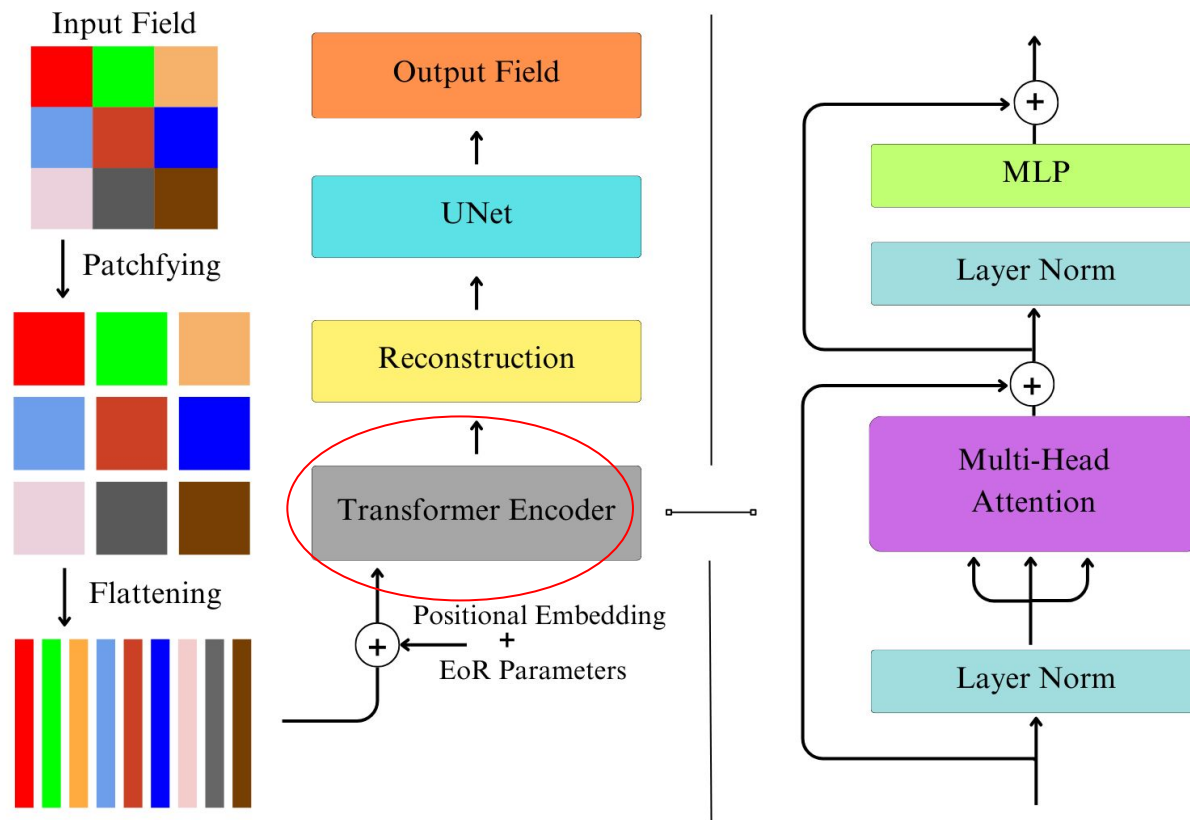 Input Field
Patchfying
Flattening
Output Field
UNet
Reconstruction
Transformer Encoder
+
Positional Embedding
+
EoR Parameters
+
MLP
Layer Norm
+
Multi-Head
Attention
Layer Norm